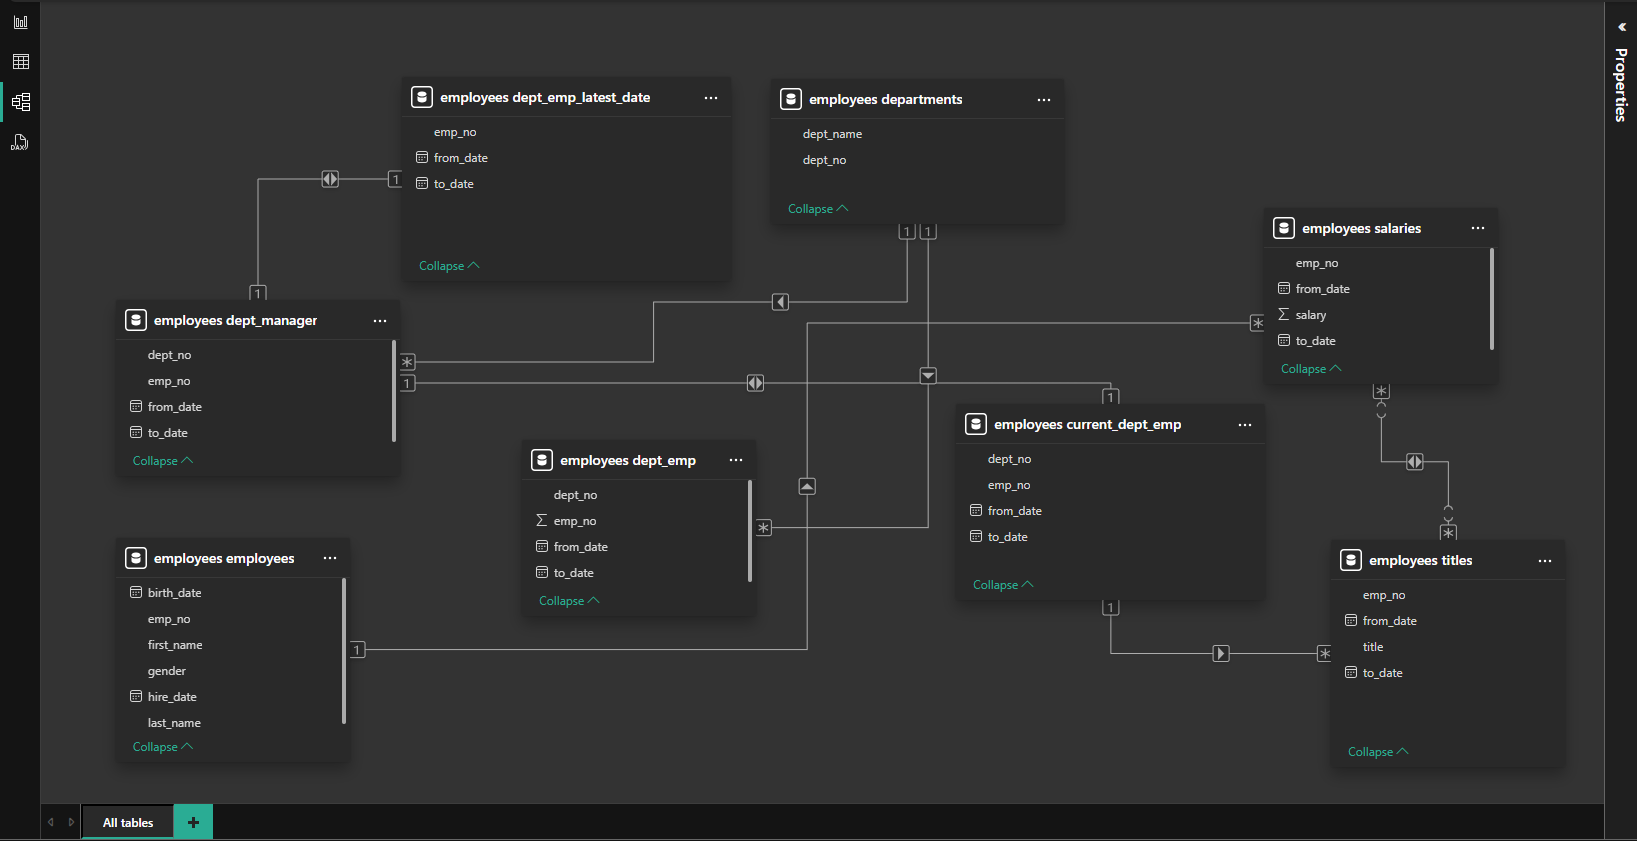 Properties
employees dept_emp_latest_date
emp_no
from_date
to_date
Collapse
employees departments
dept_name
dept_no
Collapse
employees salaries
emp_no
from_date
salary
to_date
Collapse
employees dept_manager
dept_no
emp_no
from_date
to_date
Collapse
employees current_dept_emp
dept_no
emp_no
from_date
to_date
Collapse
employees dept_emp
dept_no
emp_no
from_date
to_date
Collapse
employees employees
birth_date
emp_no
first_name
gender
hire_date
last_name
Collapse
employees titles
emp_no
from_date
title
to_date
Collapse
1
1
1
1
*
1
1
*
*
1
1
*
*
*
DAX
All tables